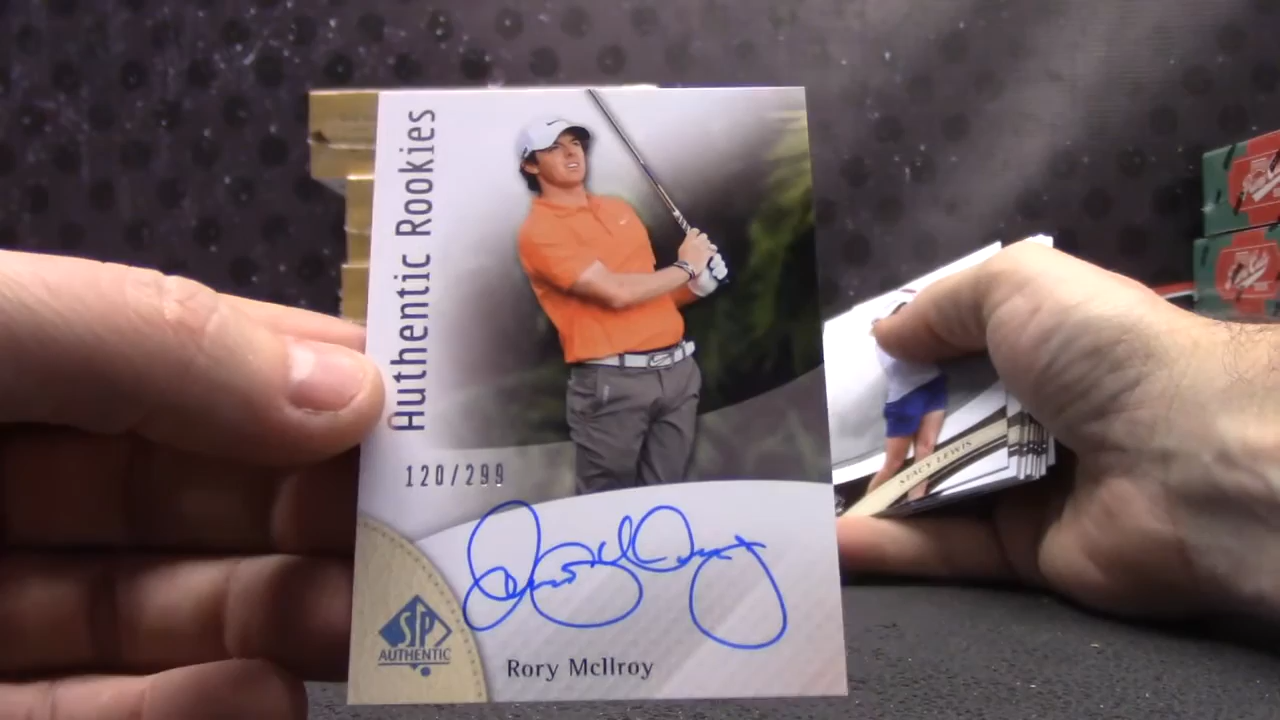 Authentic Rookies
120/299
SP
AUTHENTIC
Rory McIlroy
STACY LEWIS